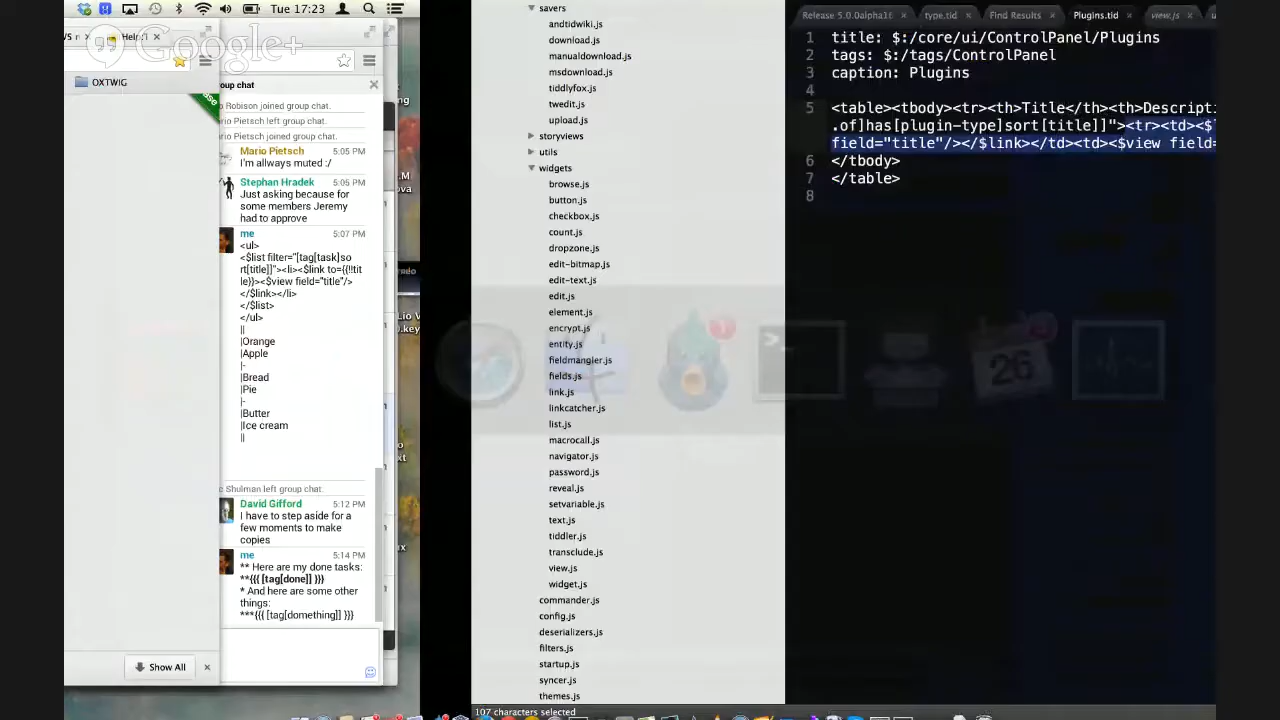 Tue 17:23
Google+
OXTWIG
oup chat
o Robison joined group chat.
rio Pietsch left group chat.
rio Pietsch joined group chat.
Mario Pietsch 5:05 PM
I'm allways muted :/
Stephan Hradek 5:05 PM
Just asking because for
some members Jeremy
had to approve
me 5:07 PM
<ul>
<$list filter="[tag[task]so
rt[title]]"><li><$link to={{!!tit
le}}><$view field="title"/>
</$link></li>
</$list>
</ul>
||
|Orange
|Apple
|-
|Bread
|Pie
|-
|Butter
|Ice cream
||
c Shulman left group chat.
David Gifford 5:12 PM
I have to step aside for a
few moments to make
copies
me 5:14 PM
** Here are my done tasks:
**{{{ [tag[done]] }}}
* And here are some other
things:
***{{{ [tag[domething]] }}}
Show All
savers
andtidwiki.js
download.js
manualdownload.js
msdownload.js
tiddlyfox.js
twedit.js
upload.js
storyviews
utils
widgets
browse.js
button.js
checkbox.js
count.js
dropzone.js
edit-bitmap.js
edit-text.js
edit.js
element.js
encrypt.js
entity.js
fieldmangler.js
fields.js
link.js
linkcatcher.js
list.js
macrocall.js
navigator.js
password.js
reveal.js
setvariable.js
text.js
tiddler.js
transclude.js
view.js
widget.js
commander.js
config.js
deserializers.js
filters.js
startup.js
syncer.js
themes.js
107 characters selected
Release 5.0.0alpha1 type.tid Find Results Plugins.tid view.js
1 title: $:/core/ui/ControlPanel/Plugins
2 tags: $:/tags/ControlPanel
3 caption: Plugins
4
5 <table><tbody><tr><th>Title</th><th>Descripti
.of]has[plugin-type]sort[title]]"><tr><td><$l
field="title"/></$link></td><td><$view field=
6 </tbody>
7 </table>
8
26